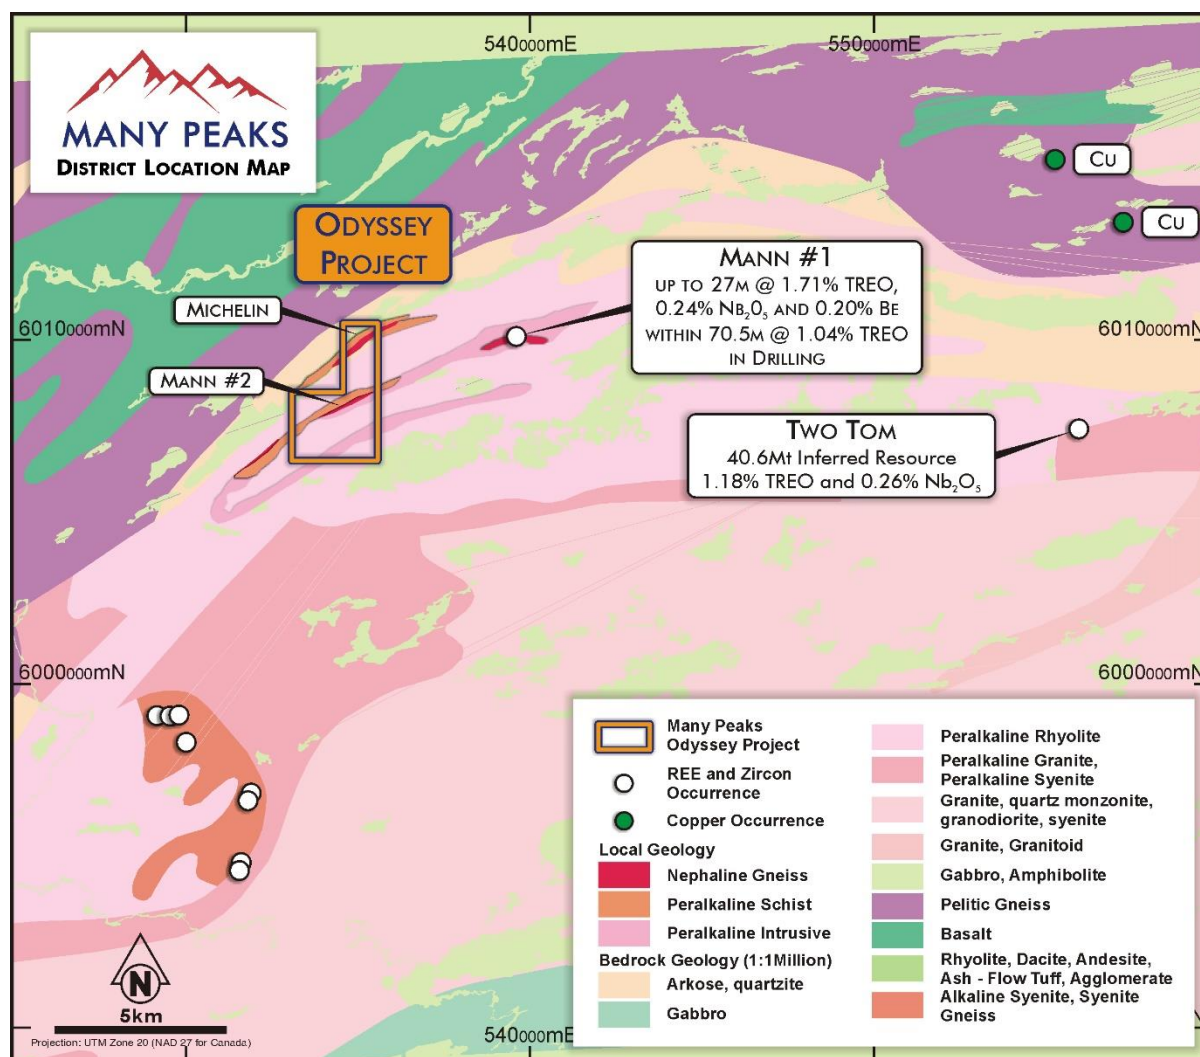 540000mE
550000mE
MANY PEAKS
DISTRICT LOCATION MAP
Cu
Cu
ODYSSEY
PROJECT
MANN #1
UP TO 27M @ 1.71% TREO,
0.24% NB₂O₅ AND 0.20% BE
WITHIN 70.5M @ 1.04% TREO
IN DRILLING
MICHELIN
6010000mN
6010000mN
MANN #2
TWO TOM
40.6Mt INFERRED RESOURCE
1.18% TREO AND 0.26% Nb₂O₅
6000000mN
6000000mN
Many Peaks
Odyssey Project
REE and Zircon
Occurrence
Copper Occurrence
Local Geology
Nephaline Gneiss
Peralkaline Schist
Peralkaline Intrusive
Bedrock Geology (1:1Million)
Arkose, quartzite
Gabbro
Peralkaline Rhyolite
Peralkaline Granite,
Peralkaline Syenite
Granite, quartz monzonite,
granodiorite, syenite
Granite, Granitoid
Gabbro, Amphibolite
Pelitic Gneiss
Basalt
Rhyolite, Dacite, Andesite,
Ash - Flow Tuff, Agglomerate
Alkaline Syenite, Syenite
Gneiss
N
5km
Projection: UTM Zone 20 (NAD 27 for Canada)
540000mE